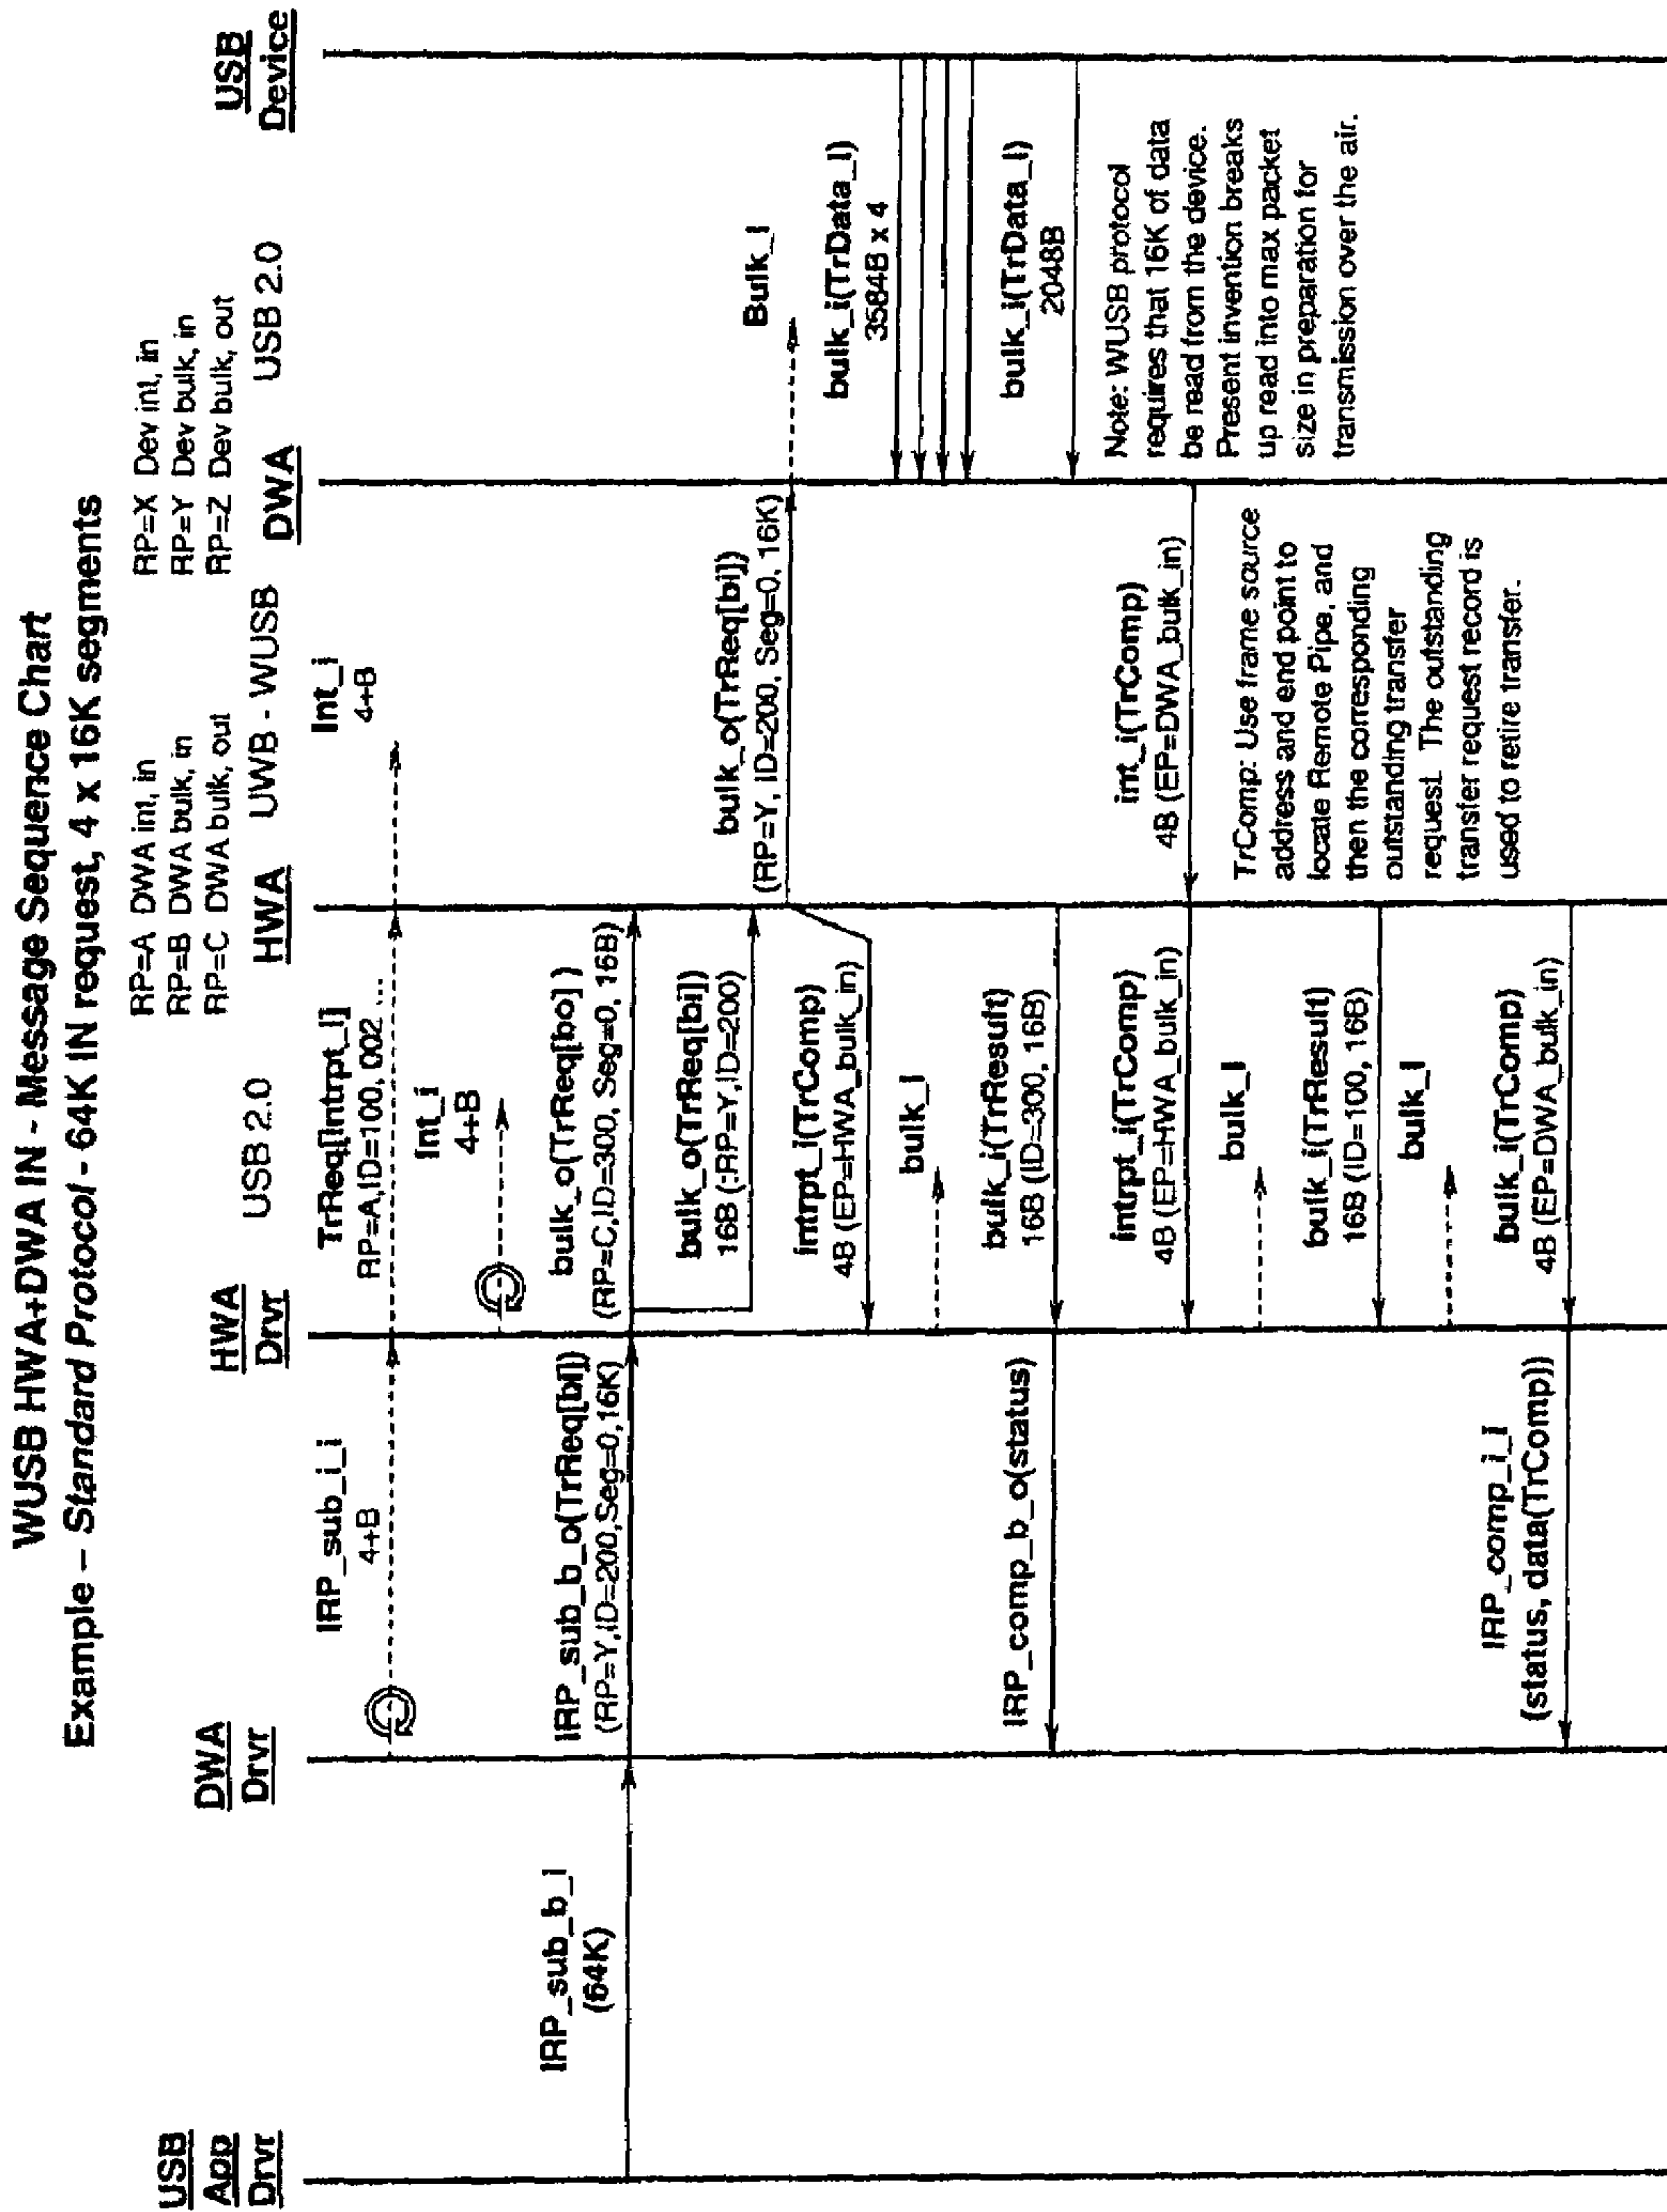 WUSB HWA+DWA IN - Message Sequence Chart
Example – Standard Protocol - 64K IN request, 4 x 16K segments
RP=A DWA int, in
RP=B DWA bulk, in
RP=C DWA bulk, out
RP=X Dev int, in
RP=Y Dev bulk, in
RP=Z Dev bulk, out
USB
App
Drvr
DWA
Drvr
HWA
Drvr
USB 2.0
HWA
UWB - WUSB
DWA
USB 2.0
USB
Device
IRP_sub_i_i
4+B
TrReq[Intrpt_I]
RP=A,ID=100, 002 ...
Int_i
4+B
Int_i
4+B
IRP_sub_b_I
(64K)
IRP_sub_b_o(TrReq[bi])
(RP=Y,ID=200,Seg=0,16K)
bulk_o(TrReq[bo])
(RP=C,ID=300, Seg=0, 16B)
bulk_o(TrReq[bi])
16B (:RP=Y,ID=200)
bulk_o(TrReq[bi])
(RP=Y, ID=200, Seg=0, 16K)
Bulk_I
intrpt_i(TrComp)
4B (EP=HWA_bulk_in)
bulk_i(TrData_I)
3584B x 4
bulk_I
bulk_i(TrResult)
16B (ID=300, 16B)
IRP_comp_b_o(status)
bulk_i(TrData_I)
2048B
intrpt_i(TrComp)
4B (EP=HWA_bulk_in)
int_i(TrComp)
4B (EP=DWA_bulk_in)
Note: WUSB protocol
requires that 16K of data
be read from the device.
Present invention breaks
up read into max packet
size in preparation for
transmission over the air.
bulk_I
bulk_i(TrResult]
16B (ID=100, 16B)
bulk_I
TrComp: Use frame source
address and end point to
locate Remote Pipe, and
then the corresponding
outstanding transfer
request. The outstanding
transfer request record is
used to retire transfer.
bulk_i(TrComp)
4B (EP=DWA_bulk_in)
IRP_comp_i_I
(status, data(TrComp))